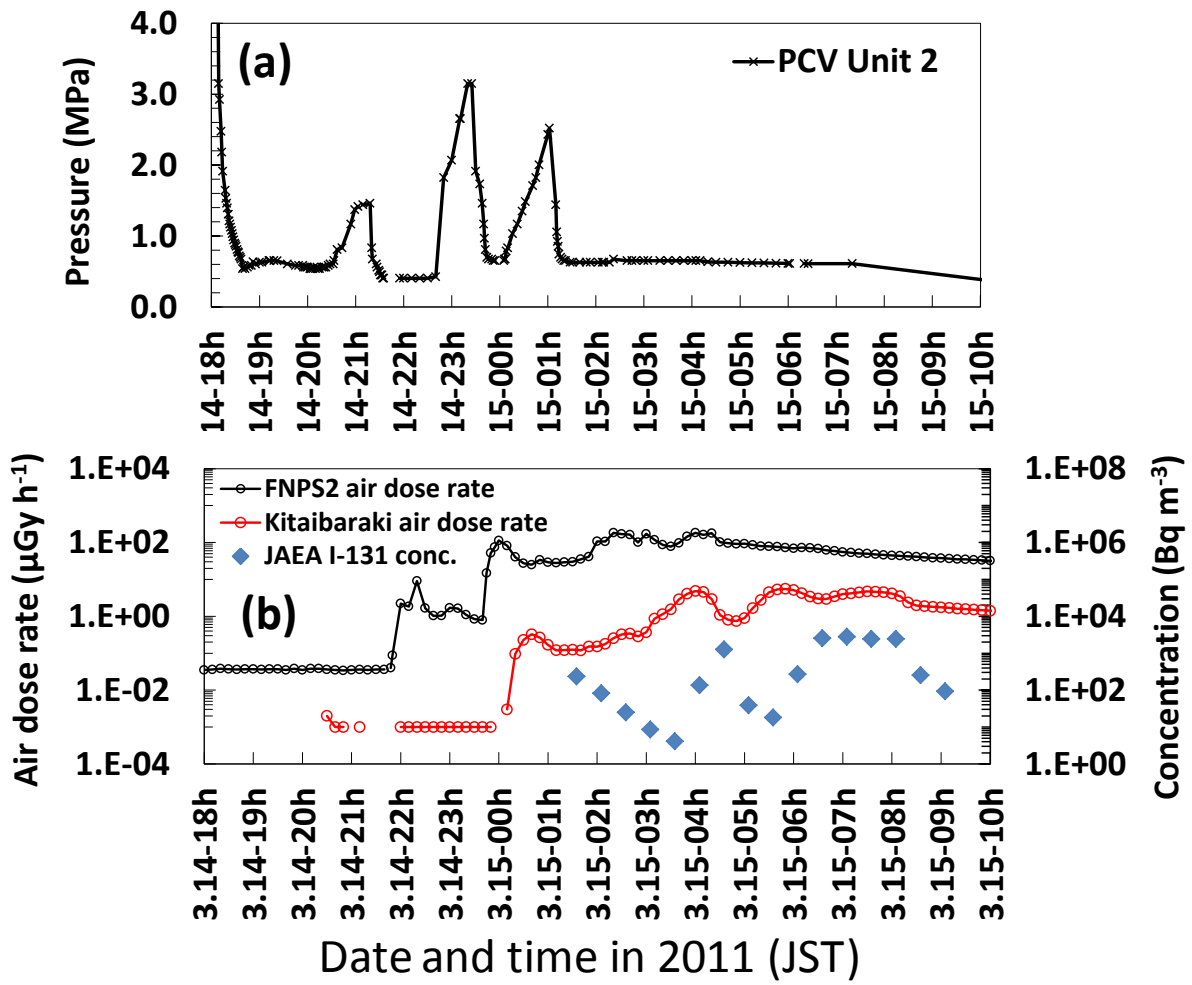 4.0
3.0
2.0
1.0
0.0
Pressure (MPa)
(a)
PCV Unit 2
14-18h
14-19h
14-20h
14-21h
14-22h
14-23h
15-00h
15-01h
15-02h
15-03h
15-04h
15-05h
15-06h
15-07h
15-08h
15-09h
15-10h
1.E+04
1.E+02
1.E+00
1.E-02
1.E-04
Air dose rate (μGy h⁻¹)
FNPS2 air dose rate
Kitaibaraki air dose rate
JAEA I-131 conc.
(b)
1.E+08
1.E+06
1.E+04
1.E+02
1.E+00
Concentration (Bq m⁻³)
3.14-18h
3.14-19h
3.14-20h
3.14-21h
3.14-22h
3.14-23h
3.15-00h
3.15-01h
3.15-02h
3.15-03h
3.15-04h
3.15-05h
3.15-06h
3.15-07h
3.15-08h
3.15-09h
3.15-10h
Date and time in 2011 (JST)